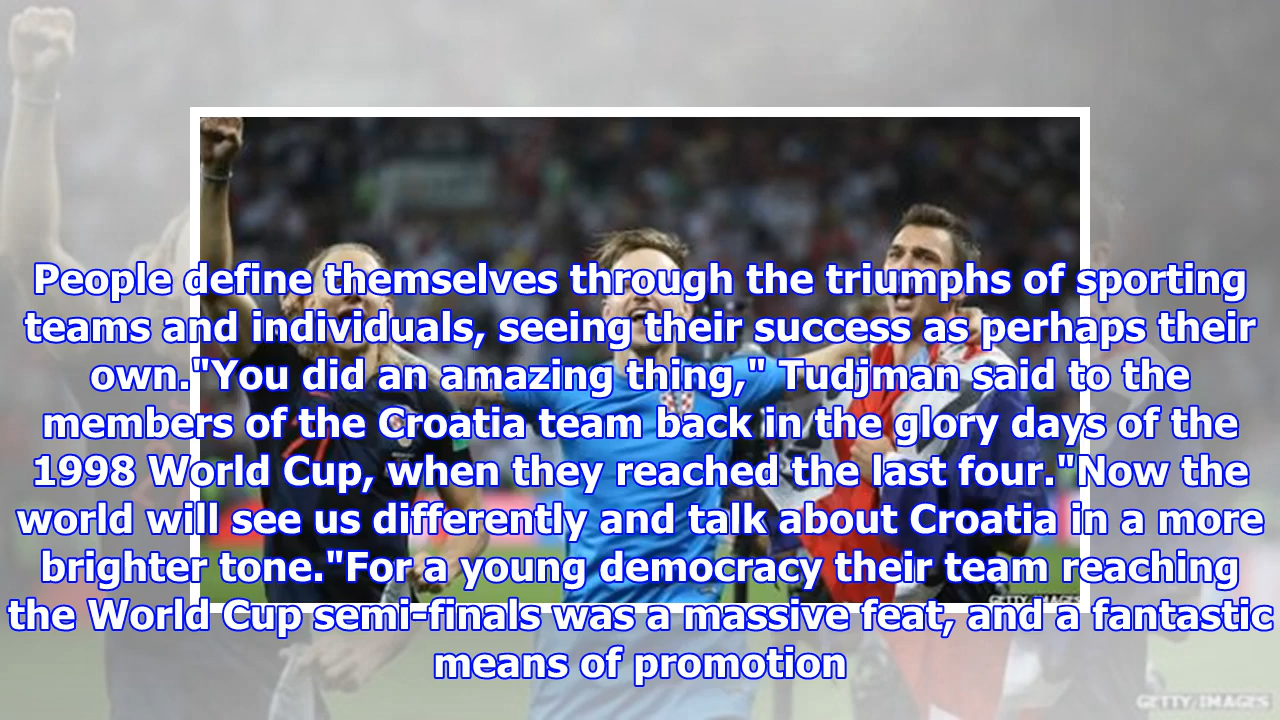 People define themselves through the triumphs of sporting
teams and individuals, seeing their success as perhaps their
own."You did an amazing thing," Tudjman said to the
members of the Croatia team back in the glory days of the
1998 World Cup, when they reached the last four."Now the
world will see us differently and talk about Croatia in a more
brighter tone."For a young democracy their team reaching
GETTY IMAGES
the World Cup semi-finals was a massive feat, and a fantastic
means of promotion
GETTY IMAGES